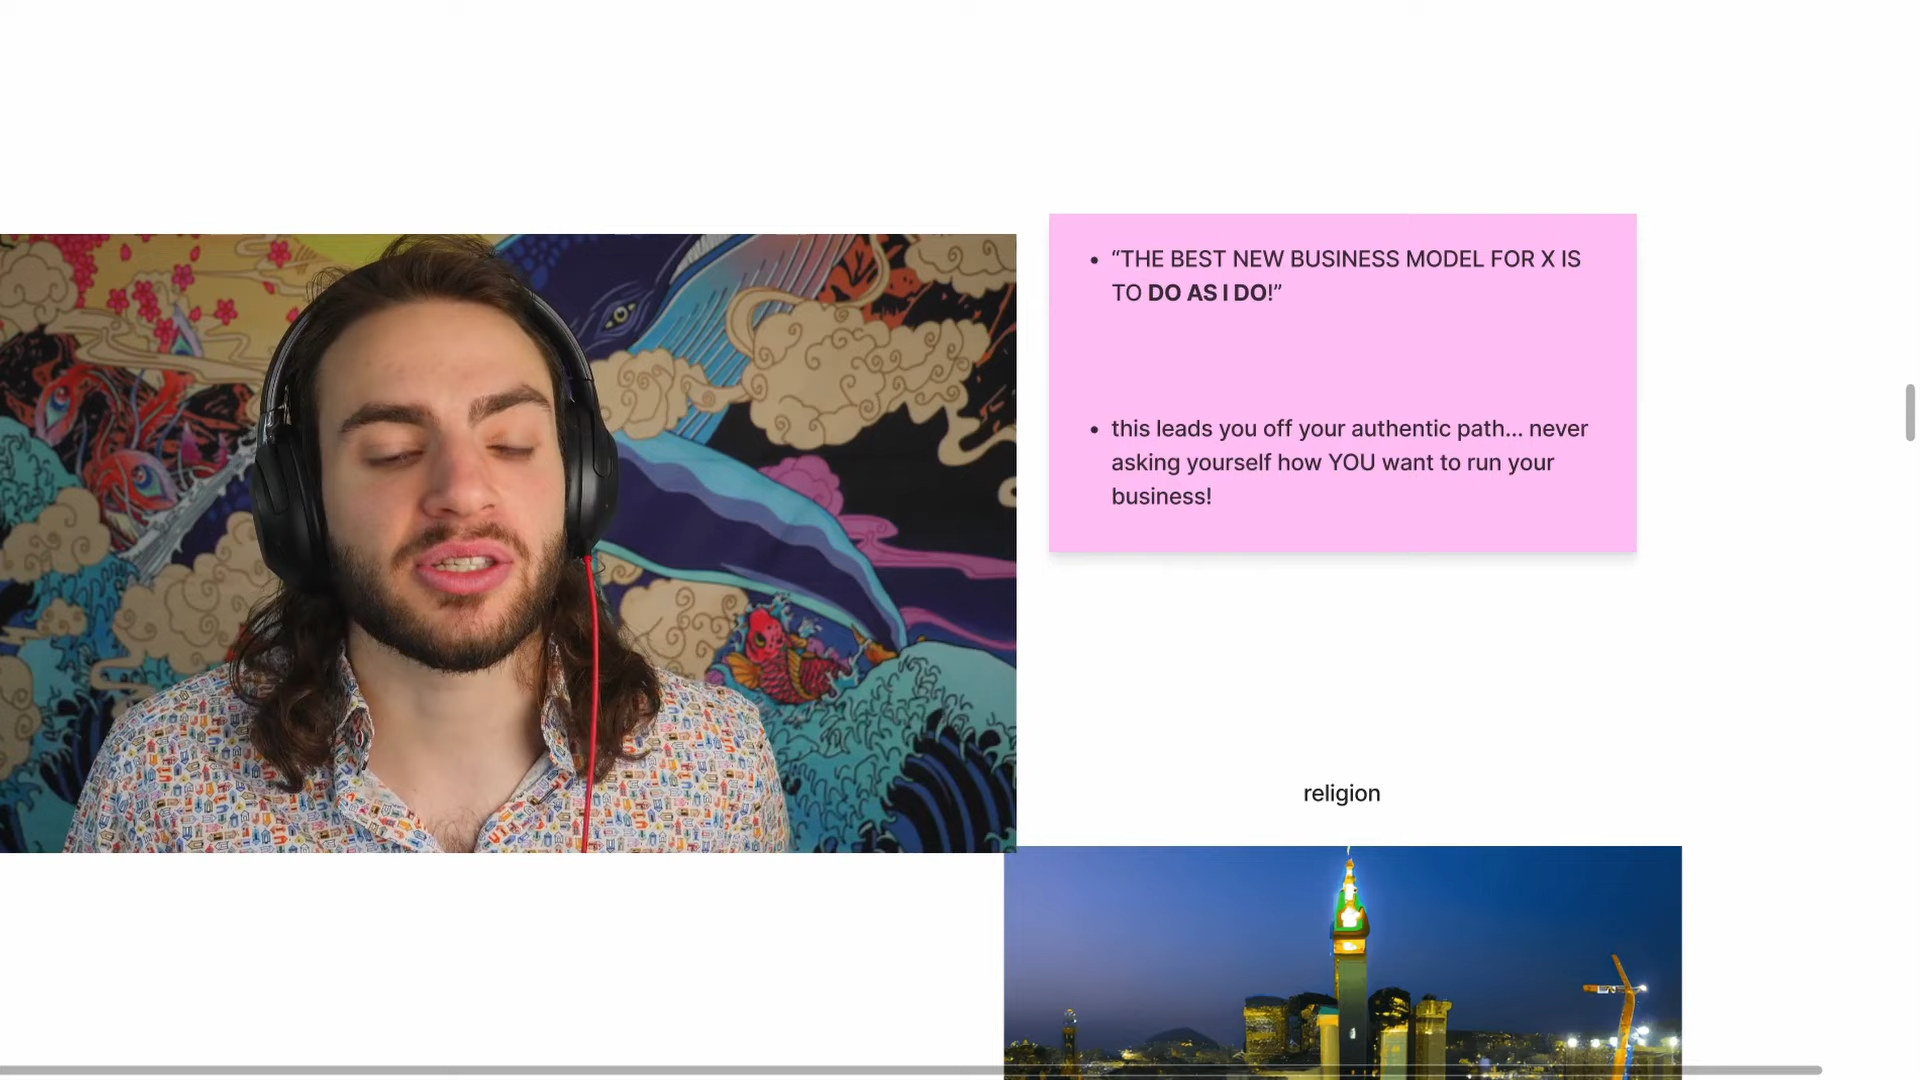 • “THE BEST NEW BUSINESS MODEL FOR X IS
TO DO AS I DO!”
• this leads you off your authentic path... never
asking yourself how YOU want to run your
business!
religion